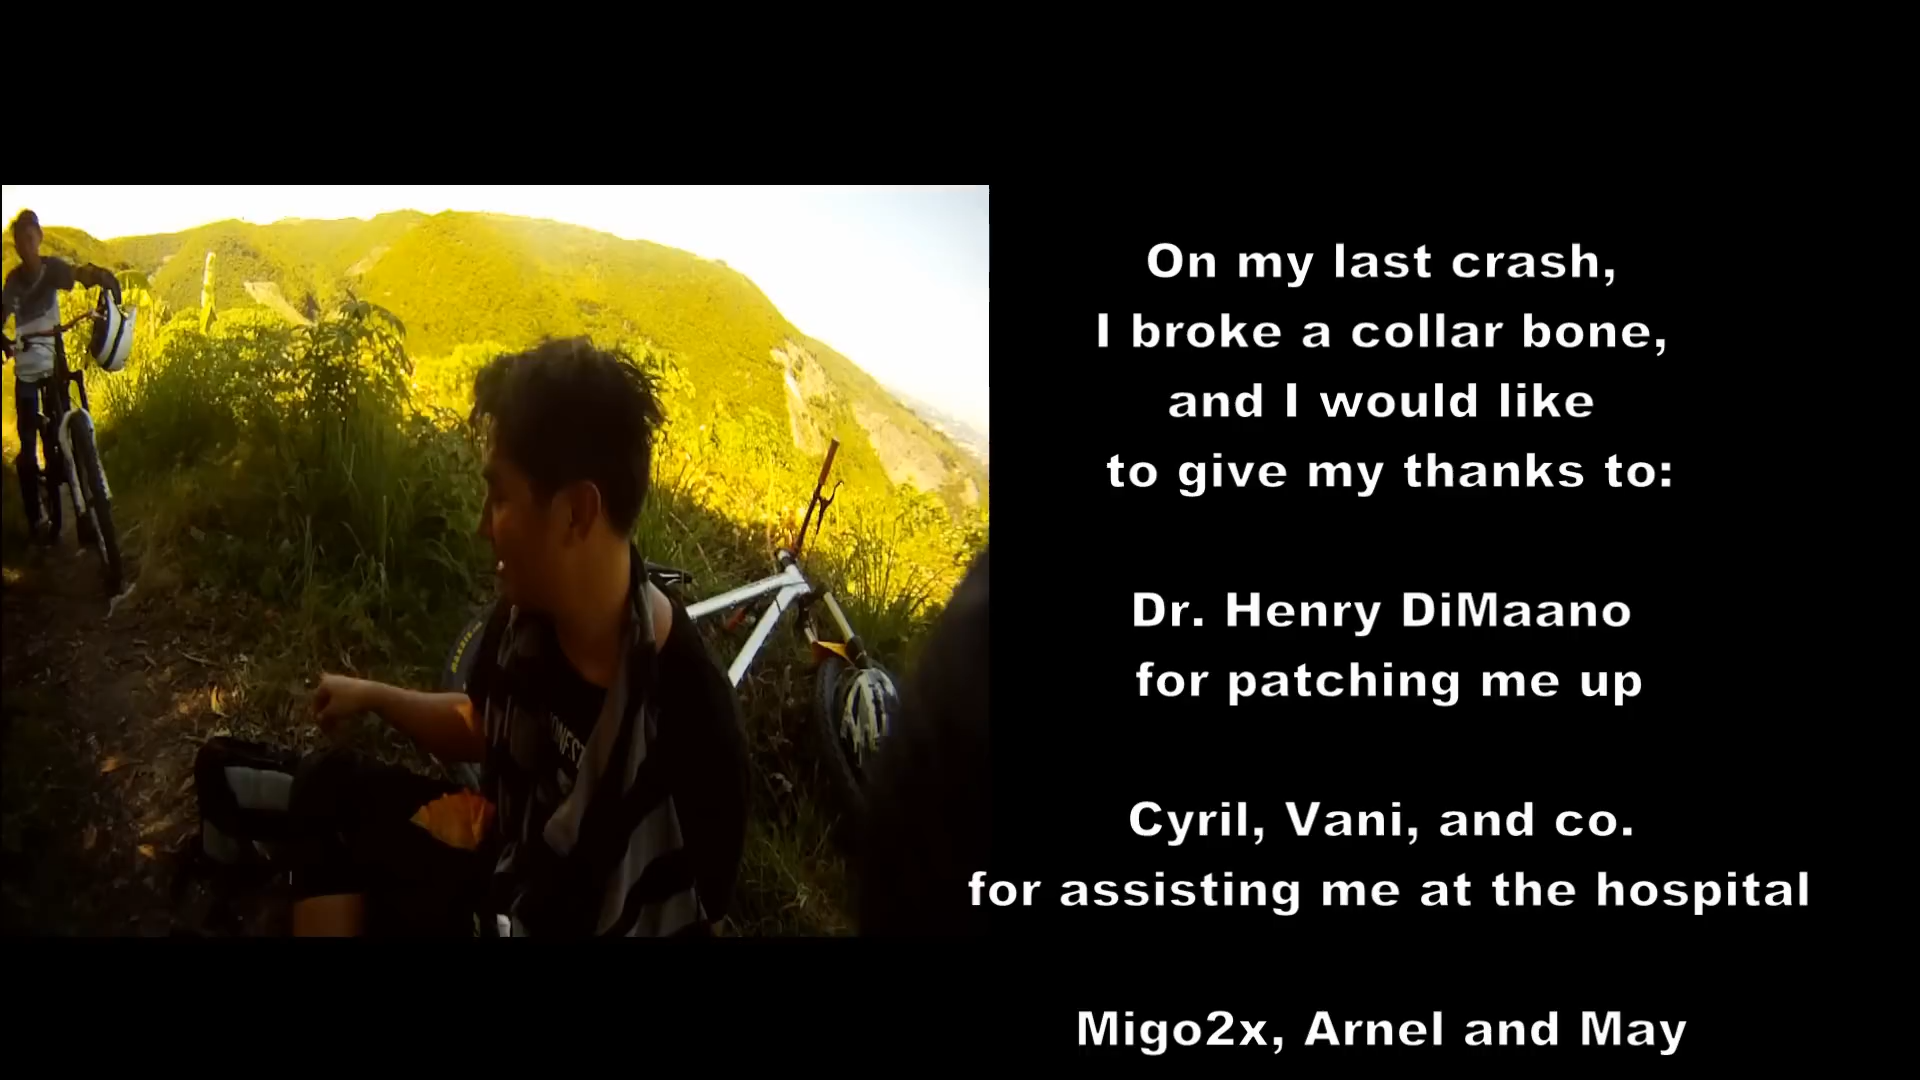 On my last crash,
I broke a collar bone,
and I would like
to give my thanks to:
Dr. Henry DiMaano
for patching me up
Cyril, Vani, and co.
for assisting me at the hospital
Migo2x, Arnel and May